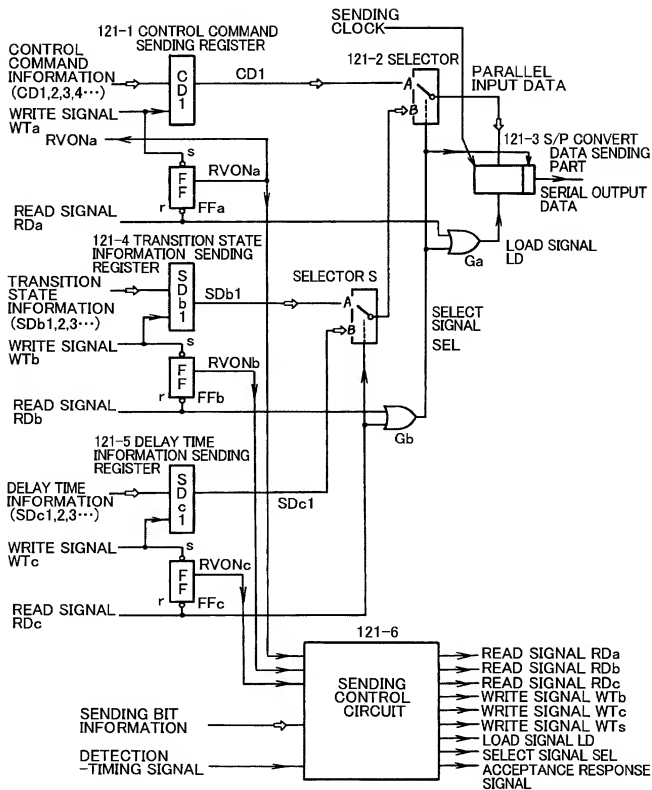 SENDING
CLOCK
121-1 CONTROL COMMAND
SENDING REGISTER
CONTROL
COMMAND
INFORMATION
(CD1,2,3,4···)
CD1
CD1
121-2 SELECTOR
A
B
PARALLEL
INPUT DATA
WRITE SIGNAL
WTa
RVONa
s
RVONa
FF
r
FFa
READ SIGNAL
RDa
121-3 S/P CONVERT
DATA SENDING
PART
SERIAL OUTPUT
DATA
Ga
LOAD SIGNAL
LD
121-4 TRANSITION STATE
INFORMATION SENDING
REGISTER
TRANSITION
STATE
INFORMATION
(SDb1,2,3···)
SDb1
SDb1
SELECTOR S
A
B
SELECT
SIGNAL
SEL
WRITE SIGNAL
WTb
s
RVONb
FF
r
FFb
READ SIGNAL
RDb
Gb
121-5 DELAY TIME
INFORMATION SENDING
REGISTER
DELAY TIME
INFORMATION
(SDc1,2,3···)
SDc1
SDc1
WRITE SIGNAL
WTc
s
RVONc
FF
r
FFc
READ SIGNAL
RDc
121-6
SENDING
CONTROL
CIRCUIT
SENDING BIT
INFORMATION
DETECTION
-TIMING SIGNAL
READ SIGNAL RDa
READ SIGNAL RDb
READ SIGNAL RDc
WRITE SIGNAL WTb
WRITE SIGNAL WTc
WRITE SIGNAL WTs
LOAD SIGNAL LD
SELECT SIGNAL SEL
ACCEPTANCE RESPONSE
SIGNAL